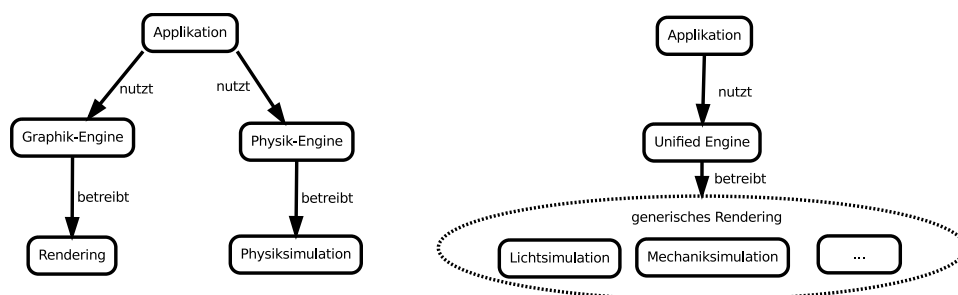 Applikation
nutzt
nutzt
Graphik-Engine
Physik-Engine
betreibt
betreibt
Rendering
Physiksimulation
Applikation
nutzt
Unified Engine
betreibt
generisches Rendering
Lichtsimulation
Mechaniksimulation
...